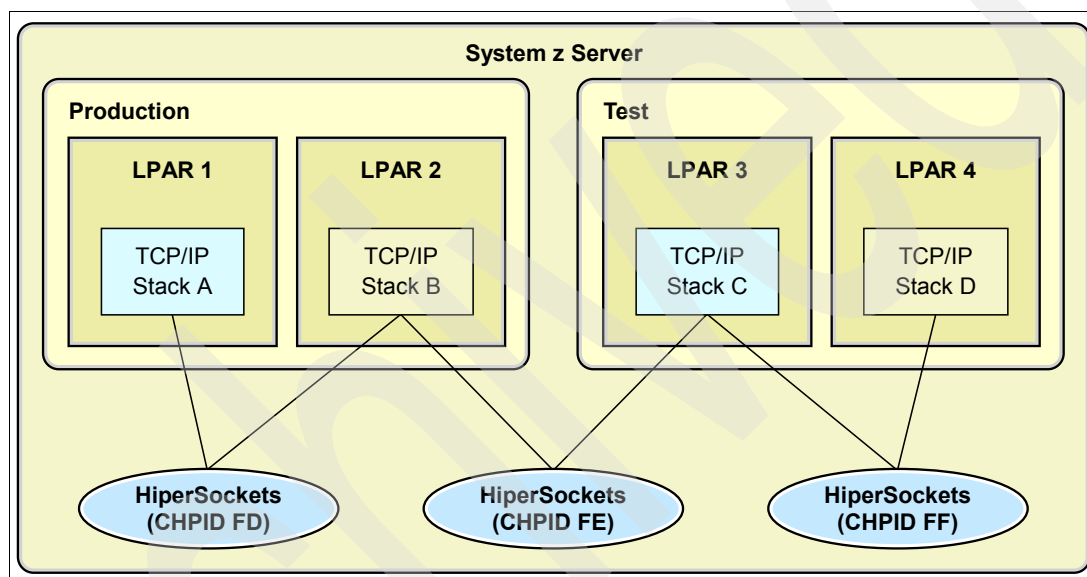 System z Server
Production
Test
LPAR 1
LPAR 2
LPAR 3
LPAR 4
TCP/IP
Stack A
TCP/IP
Stack B
TCP/IP
Stack C
TCP/IP
Stack D
HiperSockets
(CHPID FD)
HiperSockets
(CHPID FE)
HiperSockets
(CHPID FF)